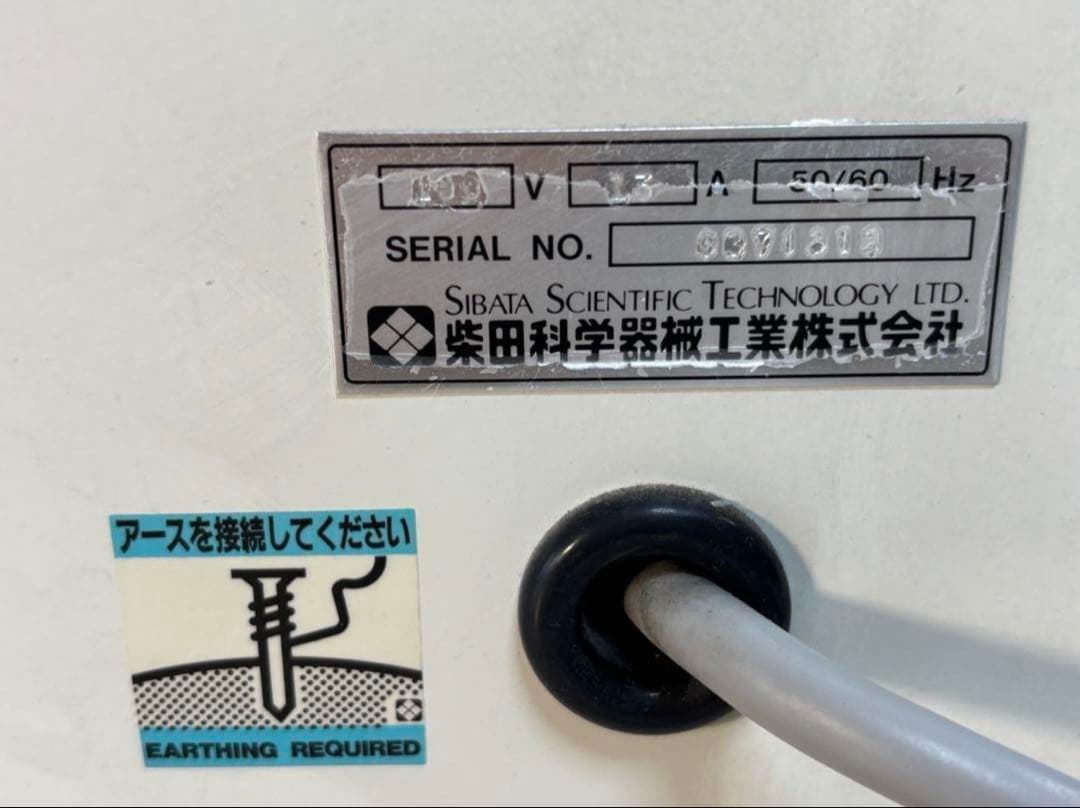 V A 50/60 Hz
SERIAL NO.
SIBATA SCIENTIFIC TECHNOLOGY LTD.
柴田科学器械工業株式会社
アースを接続してください
EARTHING REQUIRED